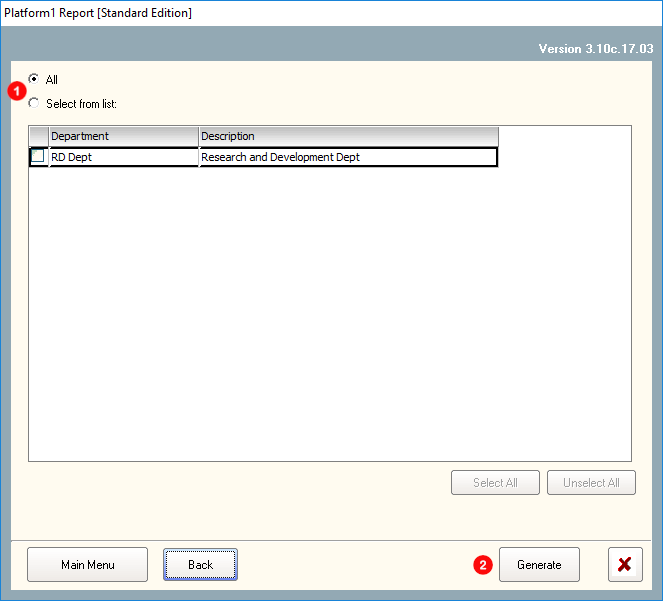 Platform1 Report [Standard Edition]
Version 3.10c.17.03
All
1
Select from list:
Department Description
RD Dept Research and Development Dept
Select All Unselect All
Main Menu Back 2 Generate X